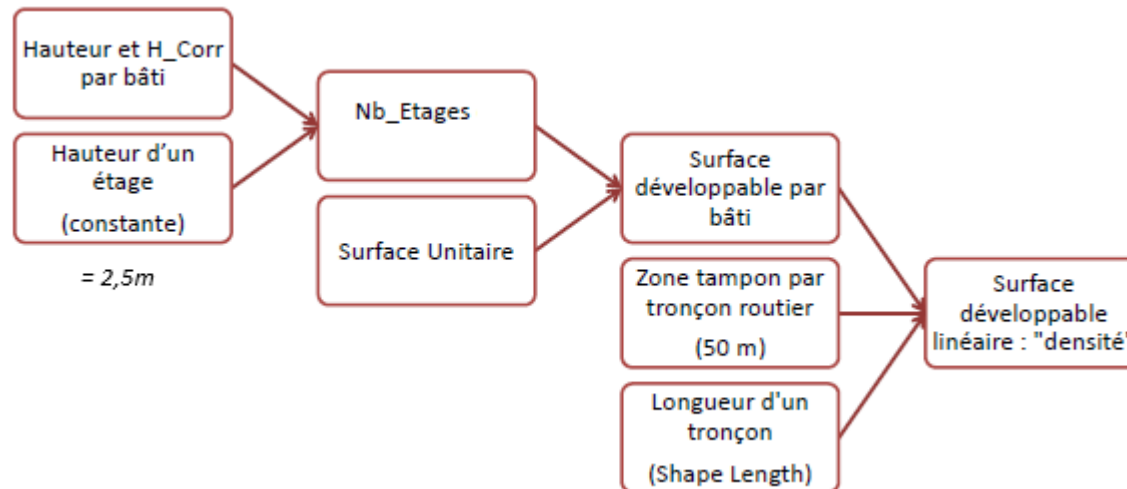 Hauteur et H_Corr
par bâti
Hauteur d’un
étage
(constante)
= 2,5m
Nb_Etages
Surface Unitaire
Surface
développable par
bâti
Zone tampon par
tronçon routier
(50 m)
Longueur d'un
tronçon
(Shape Length)
Surface
développable
linéaire : "densité"